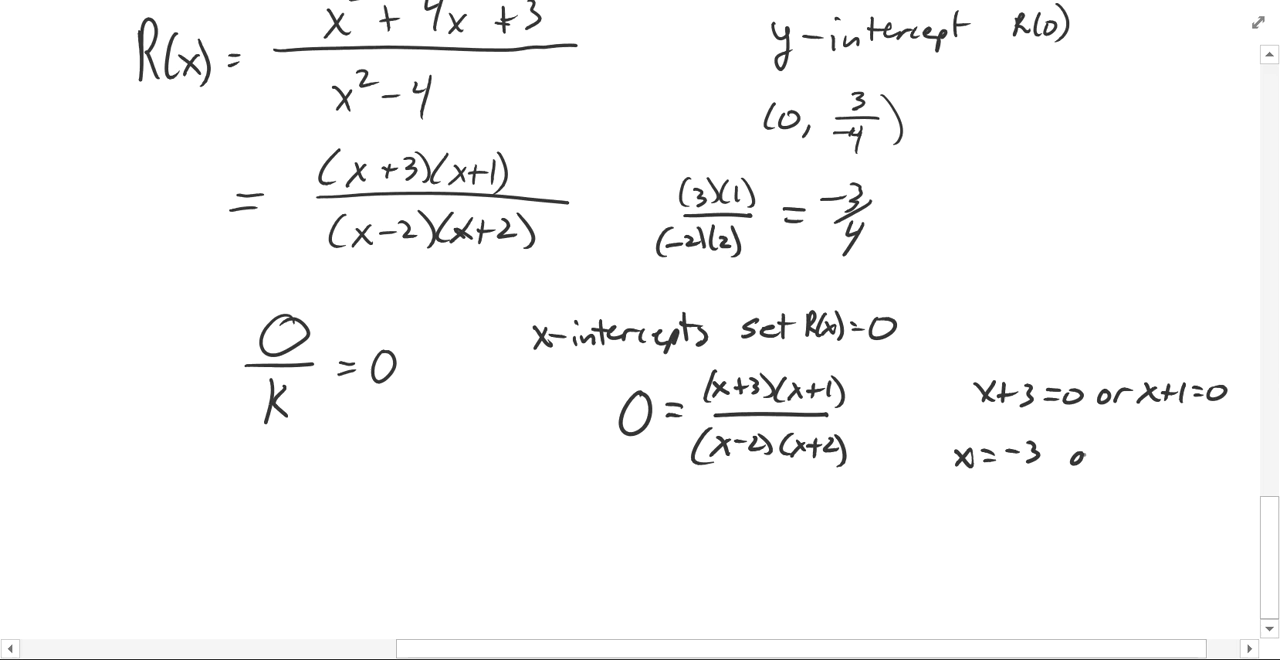 R(x) = x² + 4x + 3 / x² - 4
= (x+3)(x+1) / (x-2)(x+2)
y-intercept R(0)
(0, 3/-4)
(3)(1) / (-2)(2) = -3/4
0/K = 0
x-intercepts set R(x)=0
0 = (x+3)(x+1) / (x-2)(x+2)
x+3=0 or x+1=0
x=-3 o